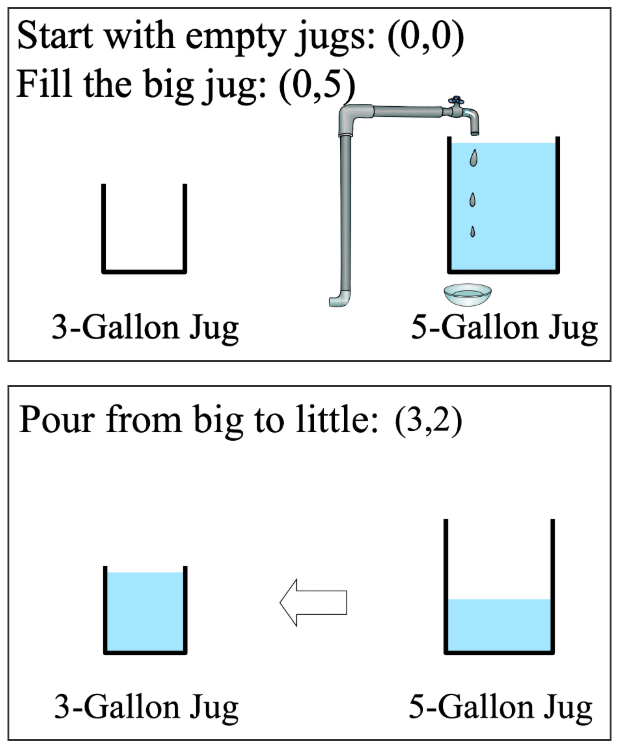 Start with empty jugs: (0,0)
Fill the big jug: (0,5)
3-Gallon Jug
5-Gallon Jug
Pour from big to little: (3,2)
3-Gallon Jug
5-Gallon Jug